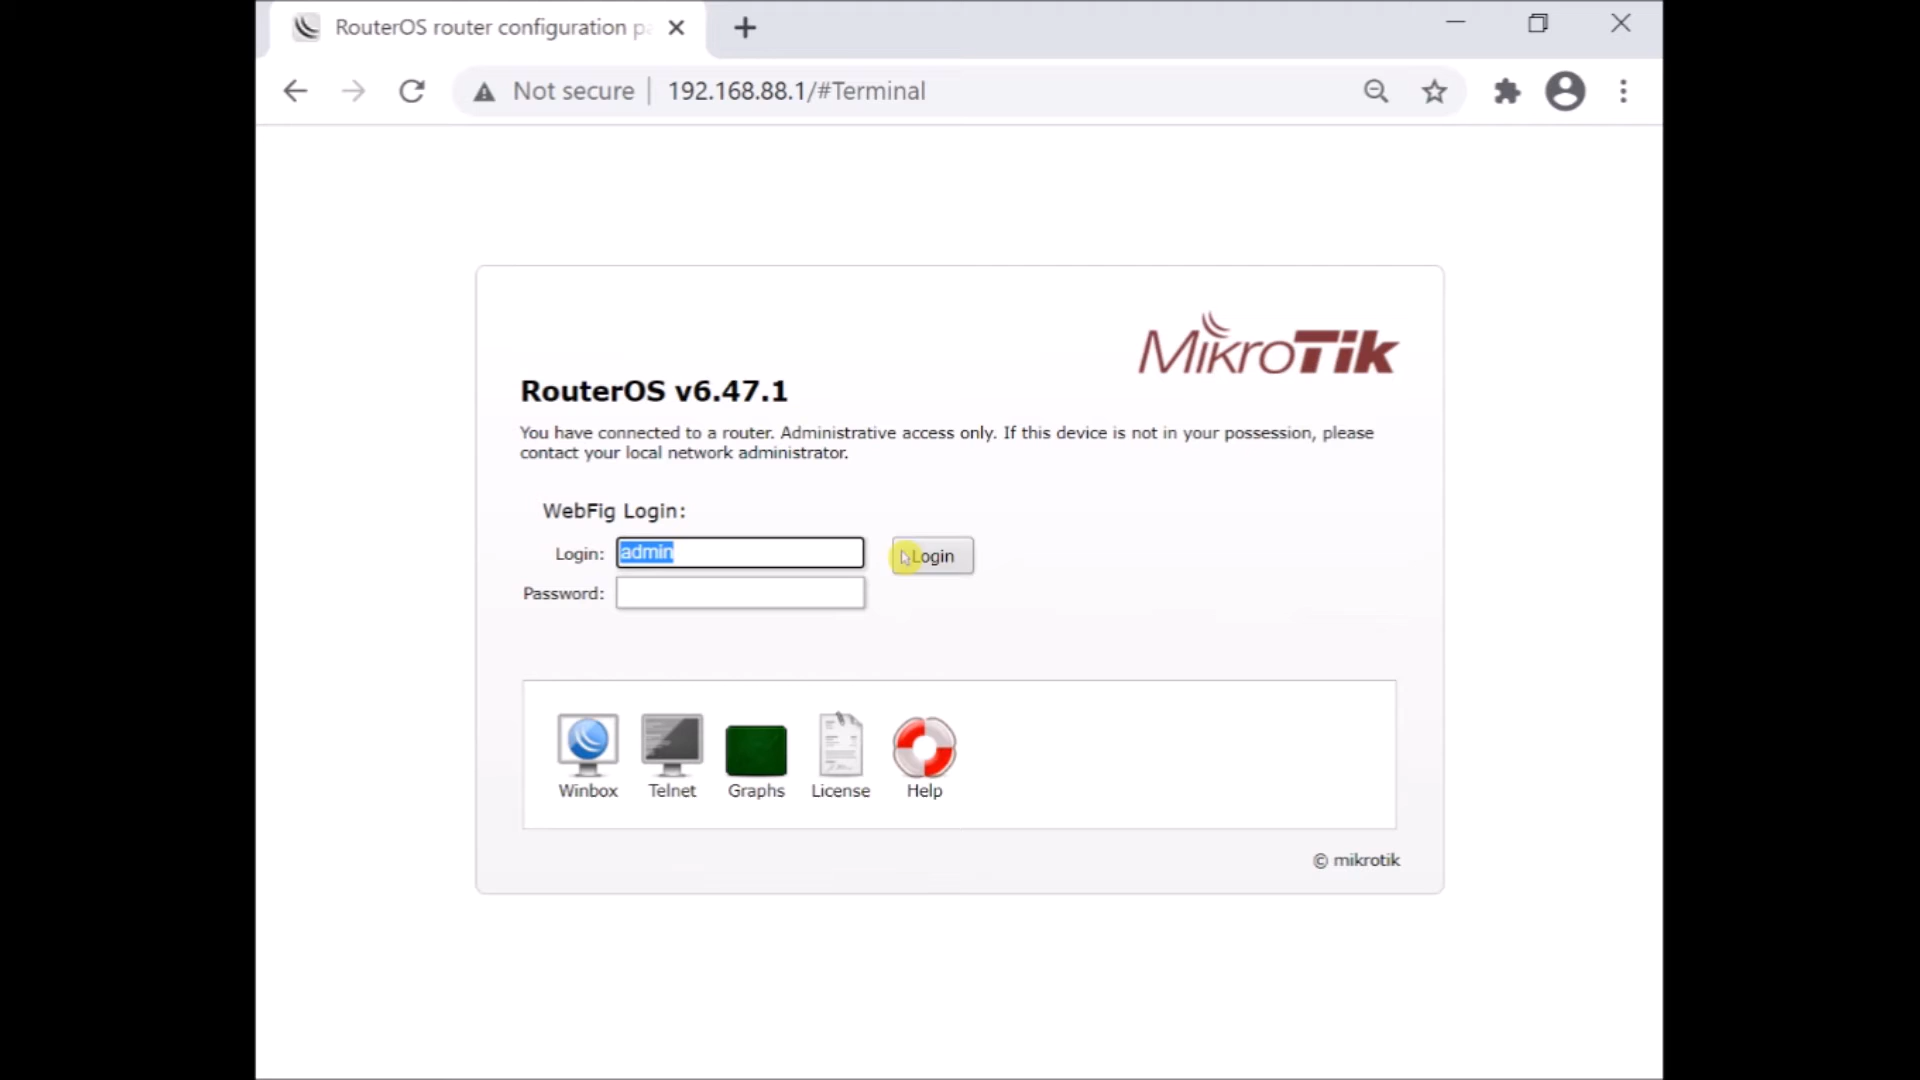 RouterOS router configuration pa
Not secure | 192.168.88.1/#Terminal
MikroTik
RouterOS v6.47.1
You have connected to a router. Administrative access only. If this device is not in your possession, please
contact your local network administrator.
WebFig Login:
Login: admin Login
Password:
Winbox Telnet Graphs License Help
© mikrotik